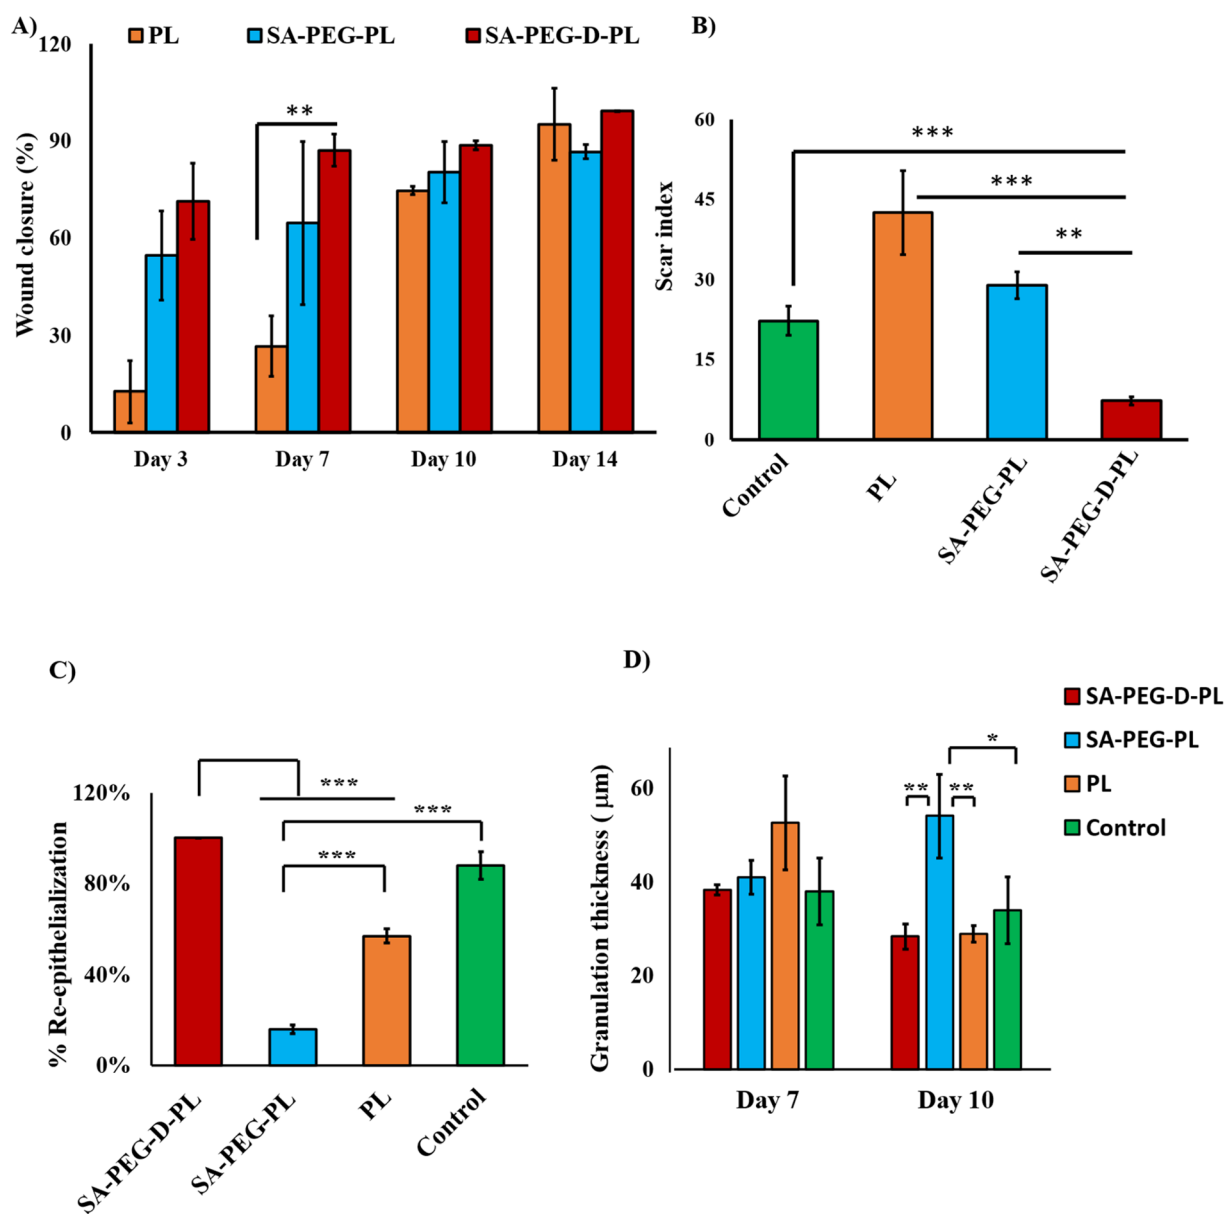 A)
PL SA-PEG-PL SA-PEG-D-PL
Wound closure (%)
120
90
60
30
0
**
Day 3 Day 7 Day 10 Day 14
B)
Scar index
60
45
30
15
0
***
***
**
Control PL SA-PEG-PL SA-PEG-D-PL
C)
% Re-epithelialization
120%
80%
40%
0%
***
***
***
SA-PEG-D-PL SA-PEG-PL PL Control
D)
Granulation thickness ( μm)
60
40
20
0
*
** **
Day 7 Day 10
SA-PEG-D-PL
SA-PEG-PL
PL
Control